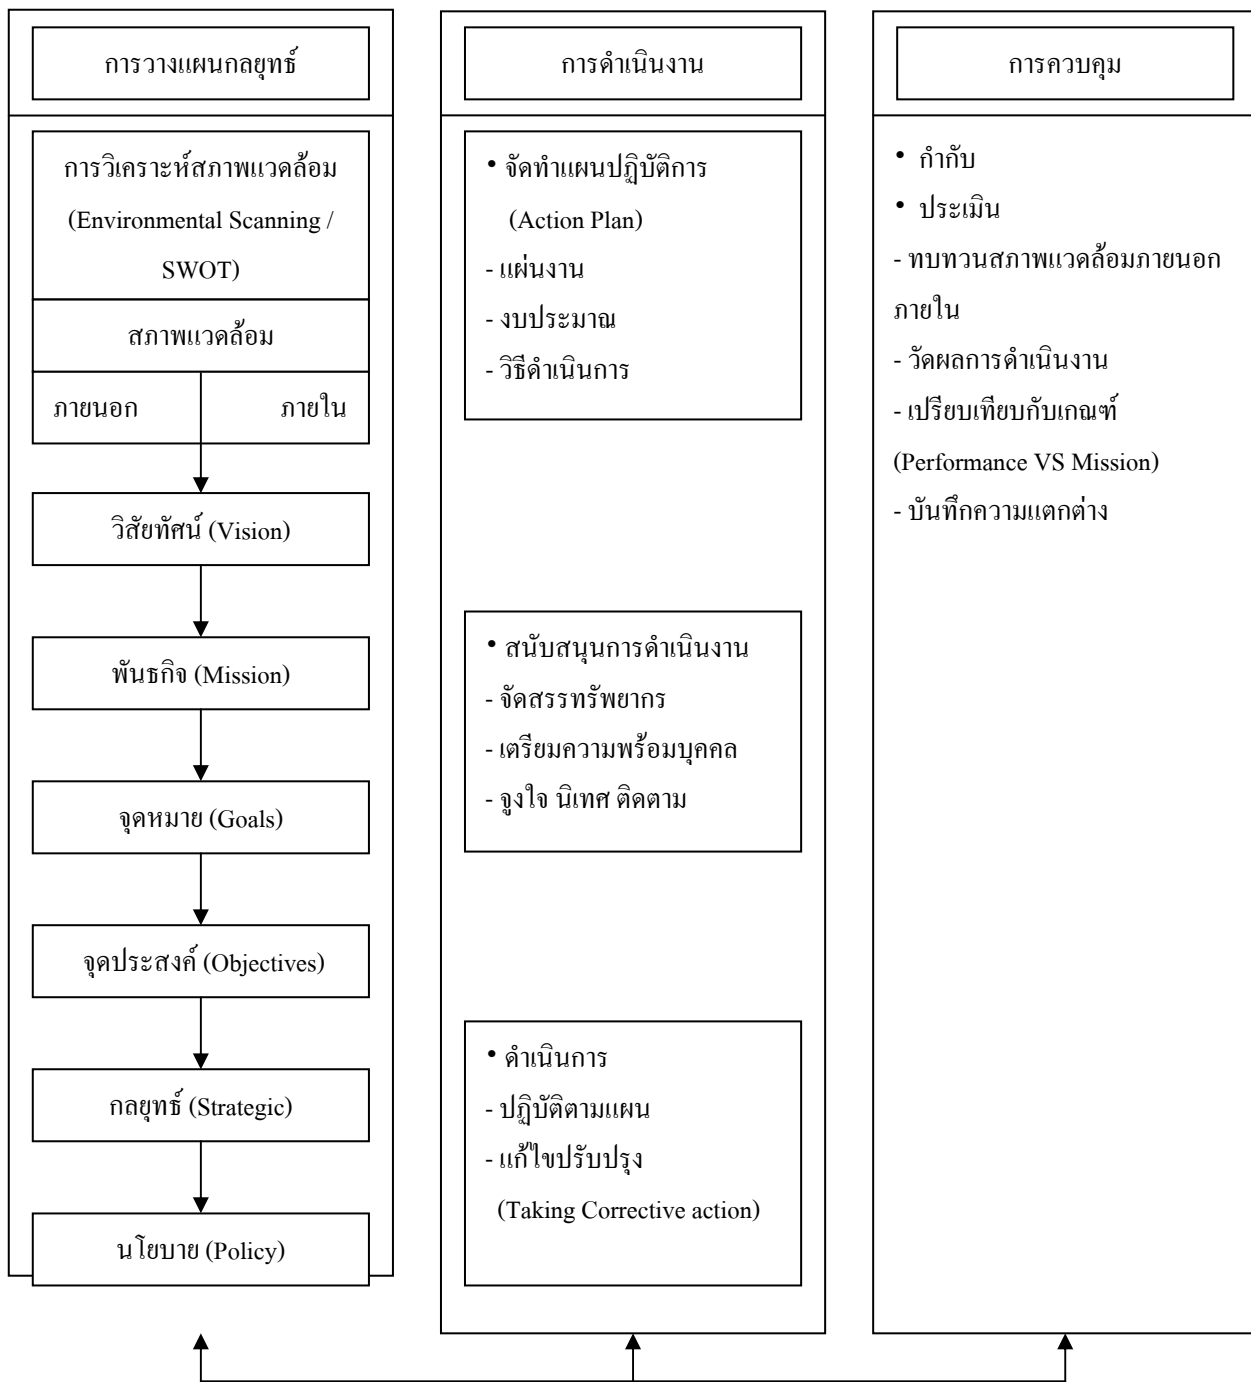 การวางแผนกลยุทธ์
การวิเคราะห์สภาพแวดล้อม
(Environmental Scanning /
SWOT)
สภาพแวดล้อม
ภายนอก ภายใน
วิสัยทัศน์ (Vision)
พันธกิจ (Mission)
จุดหมาย (Goals)
จุดประสงค์ (Objectives)
กลยุทธ์ (Strategic)
นโยบาย (Policy)
การดำเนินงาน
• จัดทำแผนปฏิบัติการ
(Action Plan)
- แผ่นงาน
- งบประมาณ
- วิธีดำเนินการ
• สนับสนุนการดำเนินงาน
- จัดสรรทรัพยากร
- เตรียมความพร้อมบุคคล
- จูงใจ นิเทศ ติดตาม
• ดำเนินการ
- ปฏิบัติตามแผน
- แก้ไขปรับปรุง
(Taking Corrective action)
การควบคุม
• กำกับ
• ประเมิน
- ทบทวนสภาพแวดล้อมภายนอก
ภายใน
- วัดผลการดำเนินงาน
- เปรียบเทียบกับเกณฑ์
(Performance VS Mission)
- บันทึกความแตกต่าง